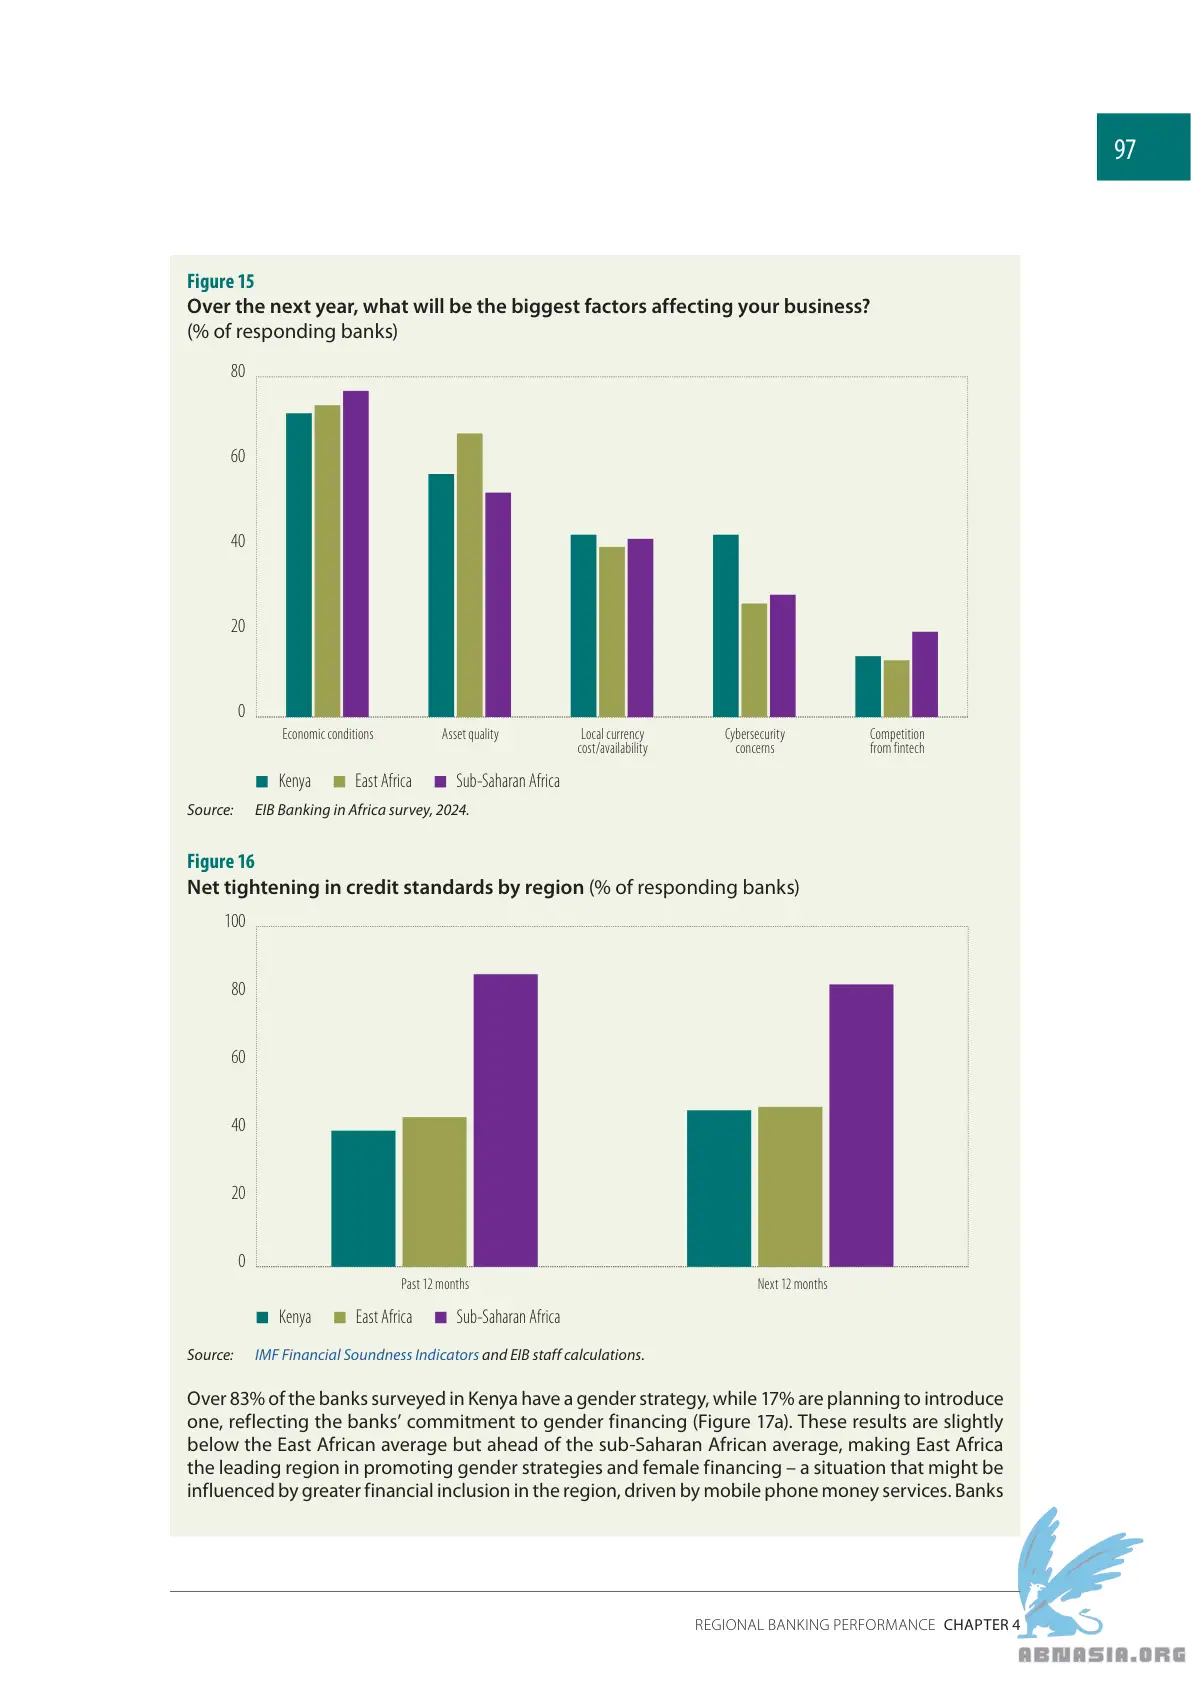 97
Figure 15
Over the next year, what will be the biggest factors affecting your business?
(% of responding banks)
80
60
40
20
0
Economic conditions
Asset quality
Local currency
cost/availability
Cybersecurity
concerns
Competition
from fintech
Kenya
East Africa
Sub-Saharan Africa
Source: EIB Banking in Africa survey, 2024.
Figure 16
Net tightening in credit standards by region (% of responding banks)
100
80
60
40
20
0
Past 12 months
Next 12 months
Kenya
East Africa
Sub-Saharan Africa
Source: IMF Financial Soundness Indicators and EIB staff calculations.
Over 83% of the banks surveyed in Kenya have a gender strategy, while 17% are planning to introduce
one, reflecting the banks’ commitment to gender financing (Figure 17a). These results are slightly
below the East African average but ahead of the sub-Saharan African average, making East Africa
the leading region in promoting gender strategies and female financing – a situation that might be
influenced by greater financial inclusion in the region, driven by mobile phone money services. Banks
REGIONAL BANKING PERFORMANCE CHAPTER 4
ABNASIA.ORG